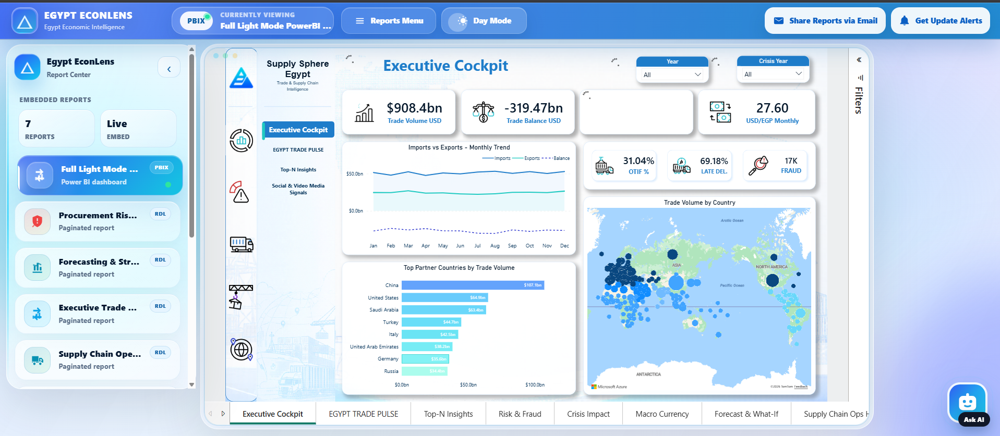 EGYPT ECONLENS
Egypt Economic Intelligence
PBIX
CURRENTLY VIEWING
Full Light Mode PowerBI ...
Reports Menu
Day Mode
Share Reports via Email
Get Update Alerts
Egypt EconLens
Report Center
EMBEDDED REPORTS
7
REPORTS
Live
EMBED
Full Light Mode ...
PBIX
Power BI dashboard
Procurement Ris...
RDL
Paginated report
Forecasting & Str...
RDL
Paginated report
Executive Trade ...
RDL
Paginated report
Supply Chain Ope...
RDL
Paginated report
Supply Sphere
Egypt
Trade & Supply Chain
Intelligence
Executive Cockpit
EGYPT TRADE PULSE
Top-N Insights
Social & Video Media
Signals
Executive Cockpit
Year
All
Crisis Year
All
$908.4bn
Trade Volume USD
-319.47bn
Trade Balance USD
27.60
USD/EGP Monthly
Imports vs Exports - Monthly Trend
Imports Exports Balance
$50.0bn
$0.0bn
Jan Feb Mar Apr May Jun Jul Aug Sep Oct Nov Dec
31.04%
OTIF %
69.18%
LATE DEL.
17K
FRAUD
Top Partner Countries by Trade Volume
China $107.1bn
United States $64.9bn
Saudi Arabia $63.4bn
Turkey $44.7bn
Italy $42.5bn
United Arab Emirates $38.2bn
Germany $35.6bn
Russia $34.4bn
$0.0bn $50.0bn $100.0bn
Trade Volume by Country
Arctic Ocean
ASIA
NORTH AMERICA
Pacific Ocean
ANTARCTICA
Microsoft Azure
©2026 TomTom Feedback
Filters
Executive Cockpit
EGYPT TRADE PULSE
Top-N Insights
Risk & Fraud
Crisis Impact
Macro Currency
Forecast & What-If
Supply Chain Ops
Ask AI